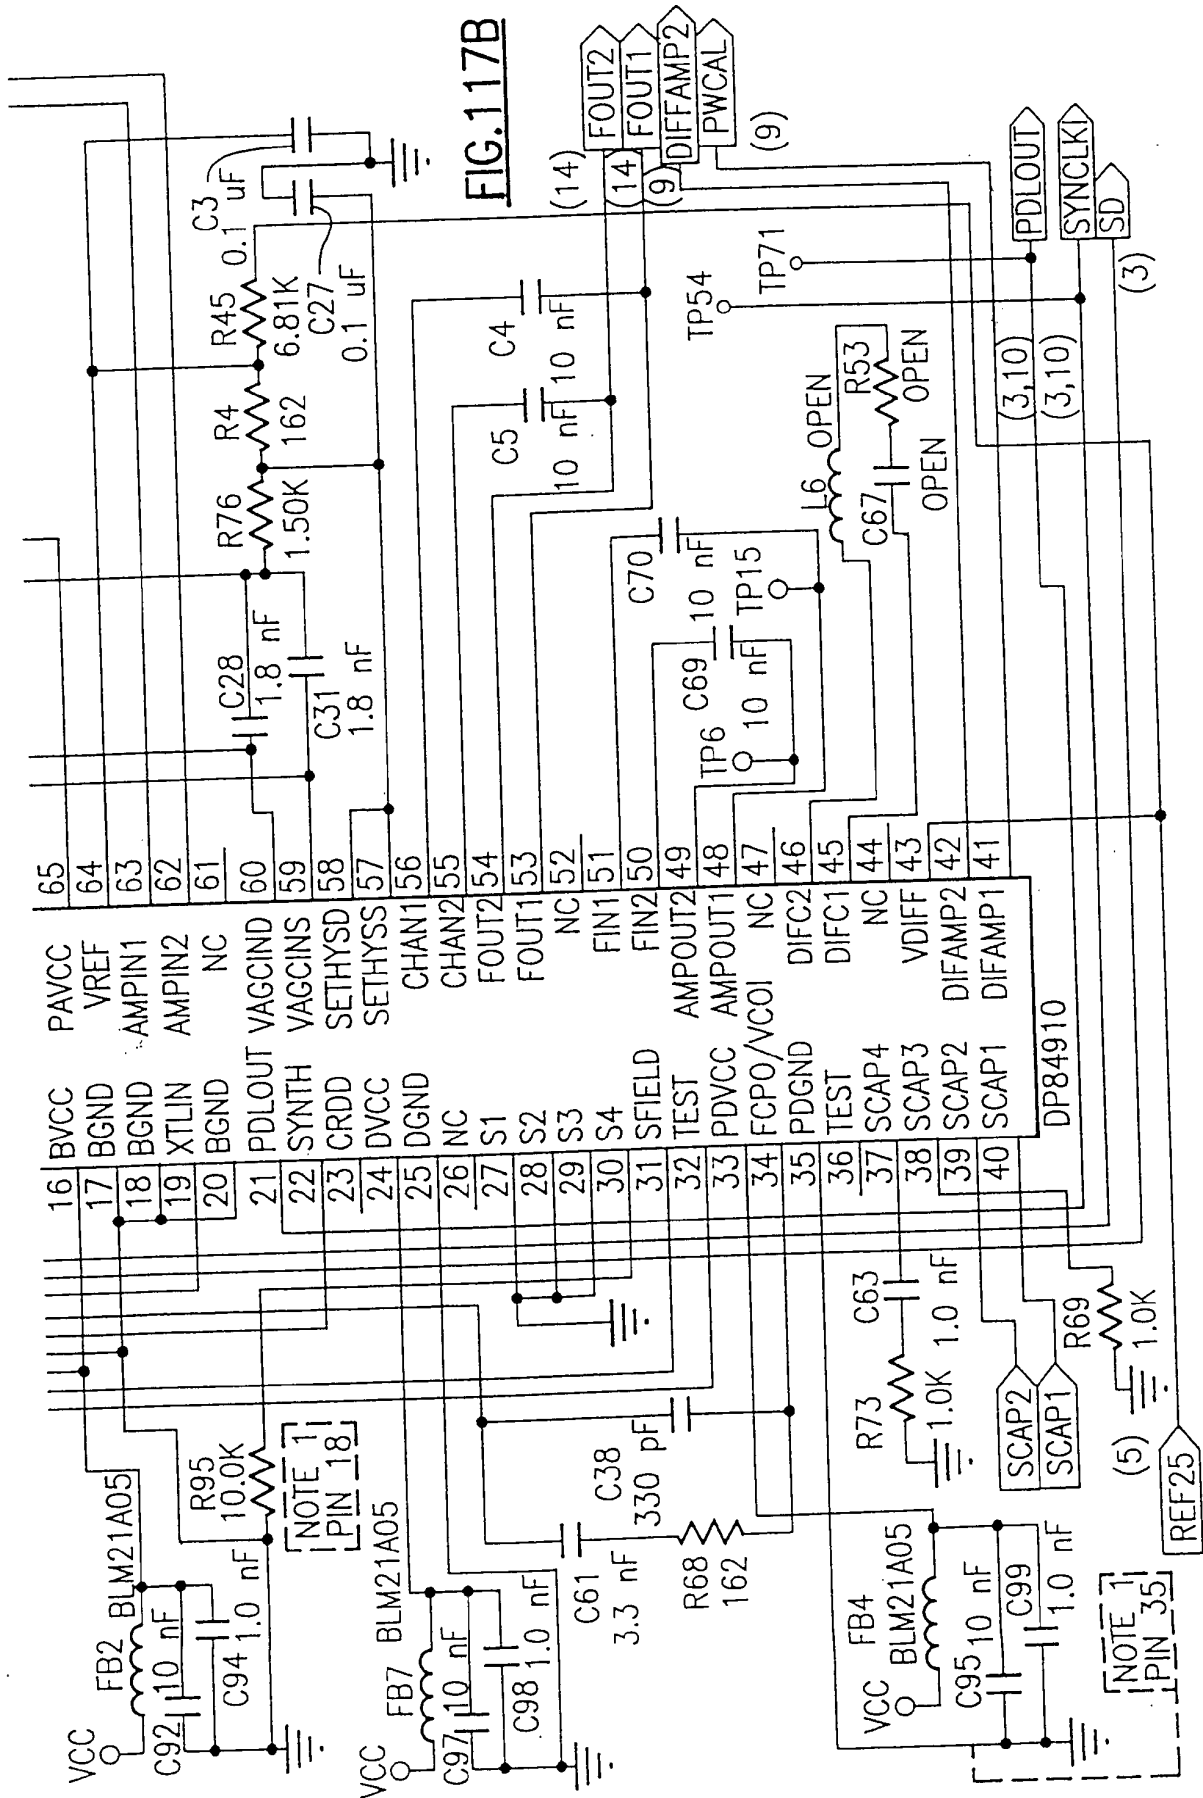 FIG.117B
65
64
63
62
61
60
59
58
57
56
55
54
53
52
51
50
49
48
47
46
45
44
43
42
41
PAVCC
VREF
AMPIN1
AMPIN2
NC
VAGCIND
VAGCINS
SETHYSD
SETHYSS
CHAN1
CHAN2
FOUT2
FOUT1
NC
FIN1
FIN2
AMPOUT2
AMPOUT1
NC
DIFC2
DIFC1
NC
VDIFF
DIFAMP2
DIFAMP1
BVCC
BGND
BGND
XTLIN
BGND
PDLOUT
SYNTH
CRDD
DVCC
DGND
NC
S1
S2
S3
S4
SFIELD
TEST
PDVCC
FCPO/VCOI
PDGND
TEST
SCAP4
SCAP3
SCAP2
SCAP1
16
17
18
19
20
21
22
23
24
25
26
27
28
29
30
31
32
33
34
35
36
37
38
39
40
DP84910
C3
0.1 uF
R45
6.81K
C27
0.1 uF
R4
162
R76
1.50K
C28
1.8 nF
C31
1.8 nF
C4
10 nF
C5
10 nF
(14)
FOUT2
(14
FOUT1
(9)
DIFFAMP2
PWCAL
(9)
C70
10 nF
TP15
C69
10 nF
TP6
TP54
TP71
L6 OPEN
R53
OPEN
C67
OPEN
(3,10)
PDLOUT
(3,10)
SYNCLKI
SD
(3)
VCC
FB2
BLM21A05
C92
10 nF
C94
1.0 nF
R95
10.0K
NOTE 1
PIN 18
VCC
FB7
BLM21A05
C97
10 nF
C98
1.0 nF
C61
3.3 nF
C38
330 pF
R68
162
R73
1.0K
C63
1.0 nF
VCC
FB4
BLM21A05
C95
10 nF
C99
1.0 nF
NOTE 1
PIN 35
SCAP2
SCAP1
(5)
R69
1.0K
REF25